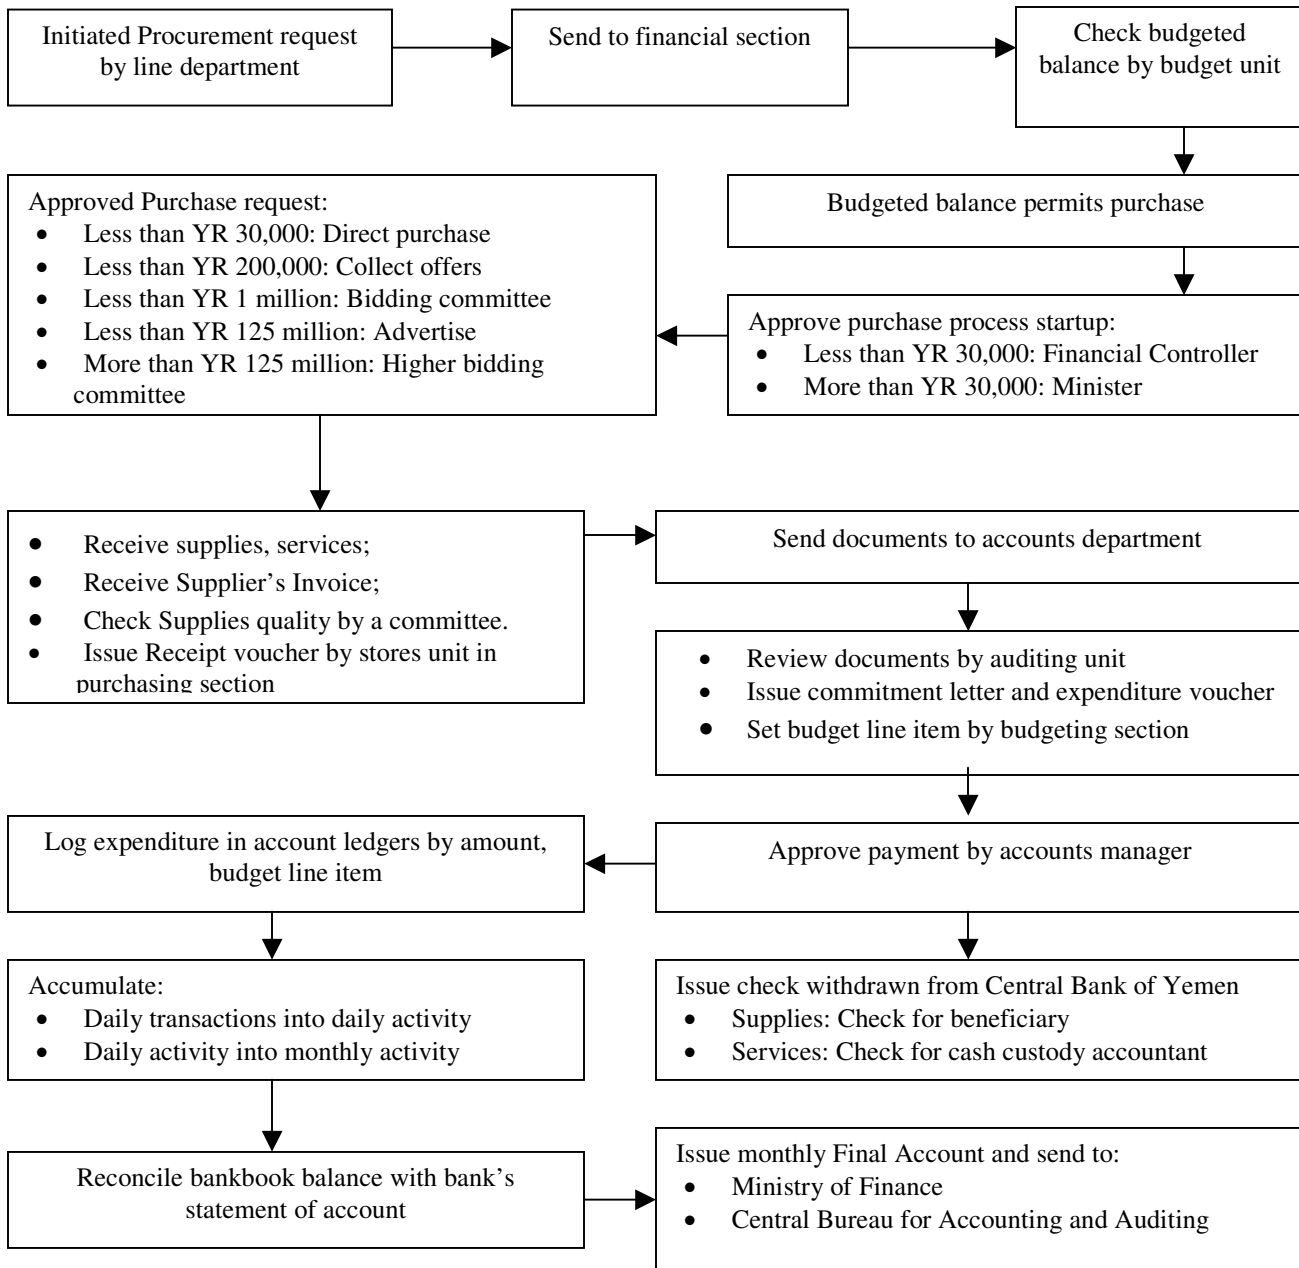 Initiated Procurement request
by line department
Send to financial section
Check budgeted
balance by budget unit
Budgeted balance permits purchase
Approve purchase process startup:
• Less than YR 30,000: Financial Controller
• More than YR 30,000: Minister
Approved Purchase request:
• Less than YR 30,000: Direct purchase
• Less than YR 200,000: Collect offers
• Less than YR 1 million: Bidding committee
• Less than YR 125 million: Advertise
• More than YR 125 million: Higher bidding
committee
• Receive supplies, services;
• Receive Supplier’s Invoice;
• Check Supplies quality by a committee.
• Issue Receipt voucher by stores unit in
purchasing section
Send documents to accounts department
• Review documents by auditing unit
• Issue commitment letter and expenditure voucher
• Set budget line item by budgeting section
Approve payment by accounts manager
Log expenditure in account ledgers by amount,
budget line item
Issue check withdrawn from Central Bank of Yemen
• Supplies: Check for beneficiary
• Services: Check for cash custody accountant
Accumulate:
• Daily transactions into daily activity
• Daily activity into monthly activity
Reconcile bankbook balance with bank’s
statement of account
Issue monthly Final Account and send to:
• Ministry of Finance
• Central Bureau for Accounting and Auditing